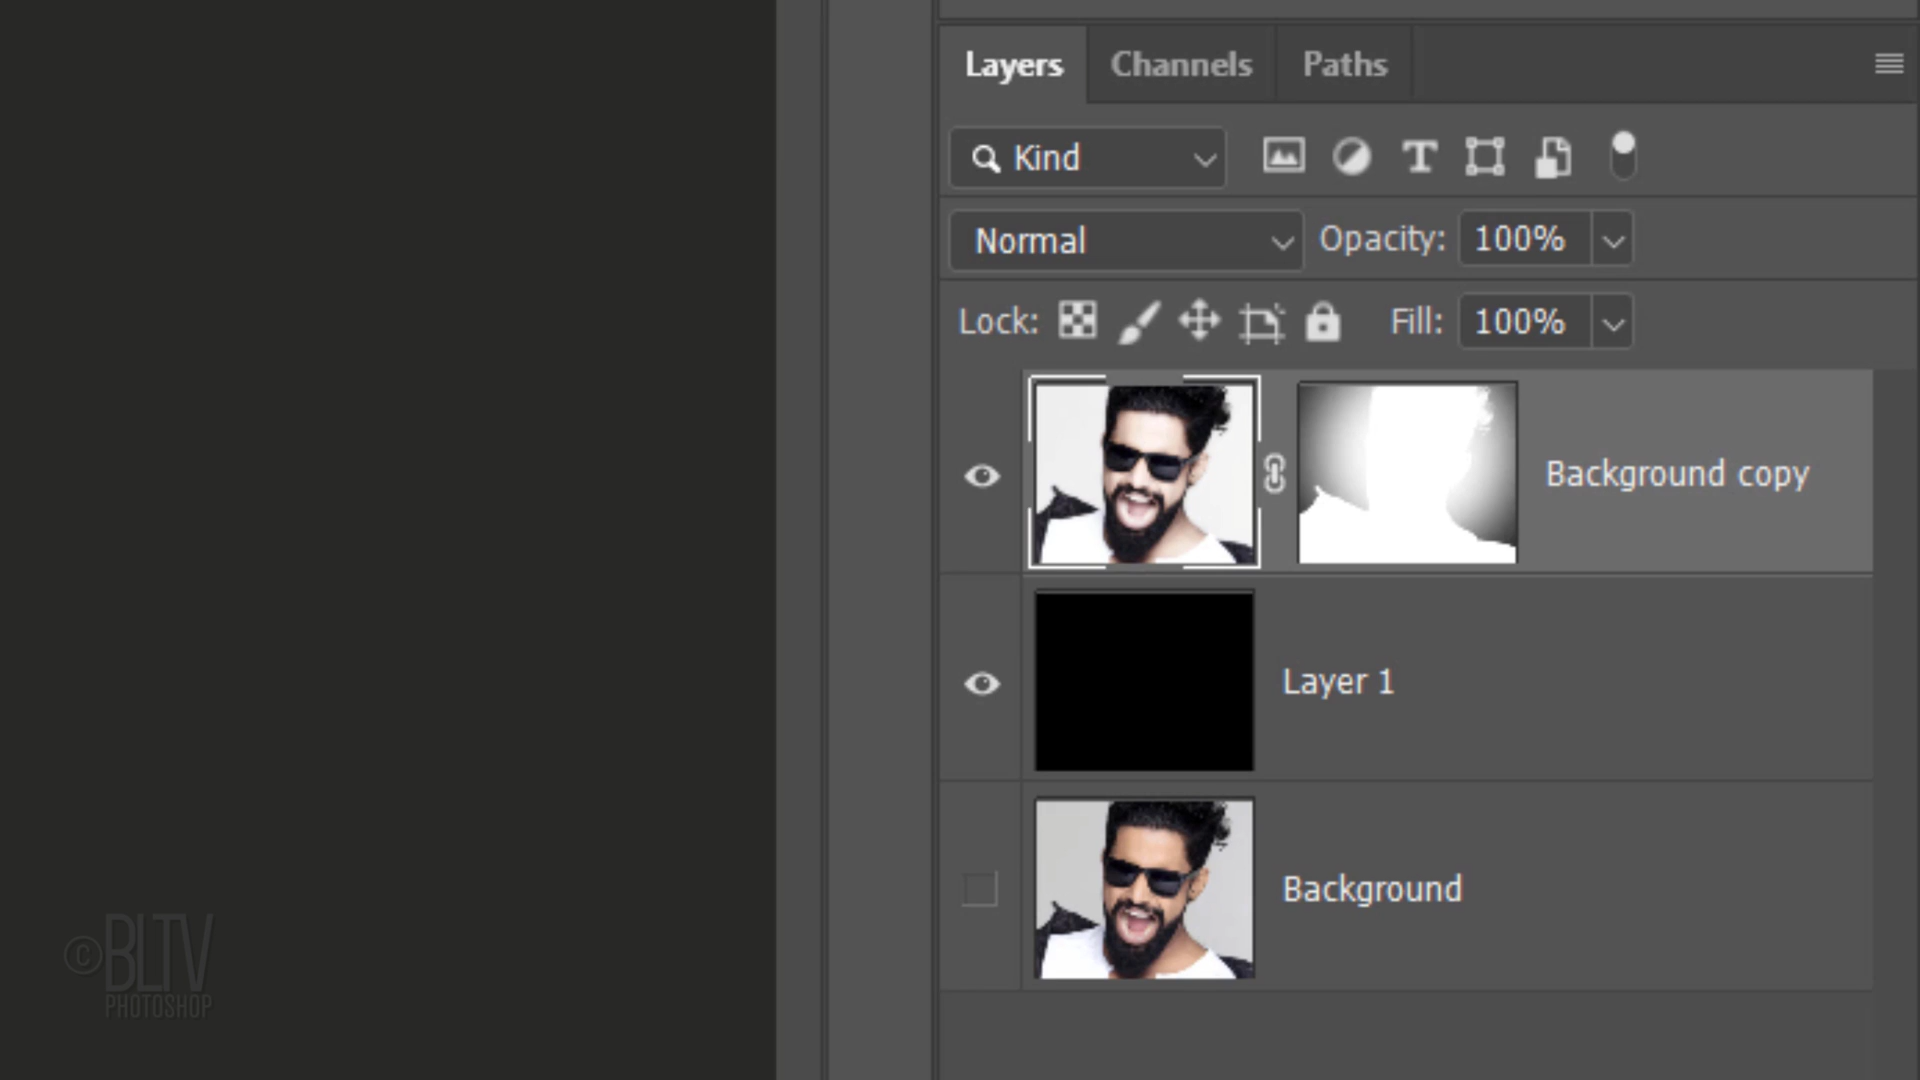 Layers Channels Paths
Kind
Normal Opacity: 100%
Lock: Fill: 100%
Background copy
Layer 1
Background
©BLTV
PHOTOSHOP